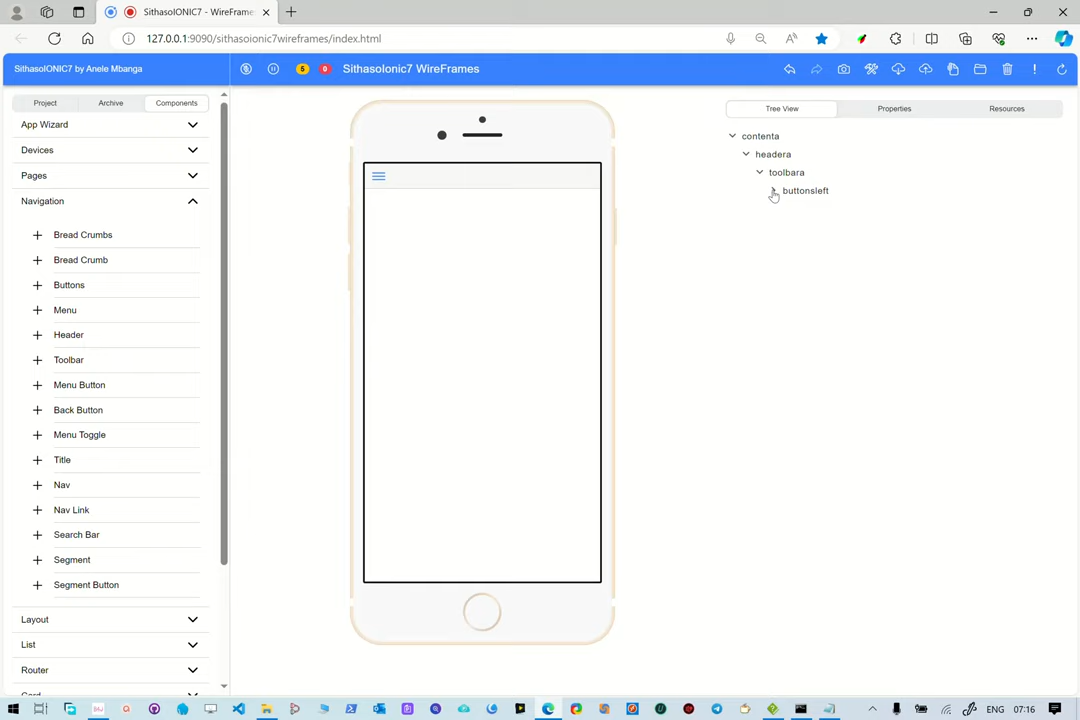 SithasoIONIC7 - WireFrames
127.0.0.1:9090/sithasoionic7wireframes/index.html
SithasoIONIC7 by Anele Mbanga
5
0
SithasoIonic7 WireFrames
Project
Archive
Components
App Wizard
Devices
Pages
Navigation
Bread Crumbs
Bread Crumb
Buttons
Menu
Header
Toolbar
Menu Button
Back Button
Menu Toggle
Title
Nav
Nav Link
Search Bar
Segment
Segment Button
Layout
List
Router
Card
Tree View
Properties
Resources
contenta
headera
toolbara
buttonsleft
ENG
07:16